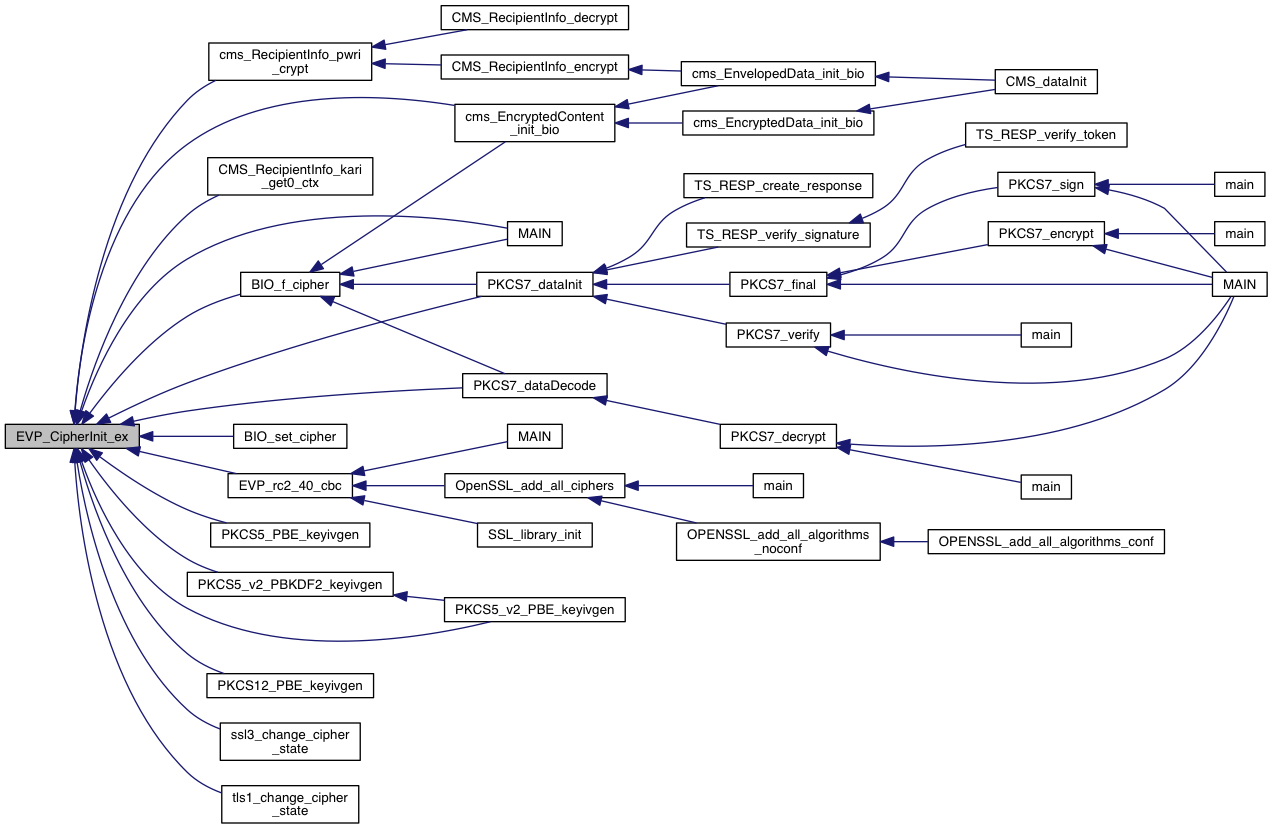 CMS_RecipientInfo_decrypt
cms_RecipientInfo_pwri
_crypt
CMS_RecipientInfo_encrypt
cms_EnvelopedData_init_bio
CMS_dataInit
cms_EncryptedContent
_init_bio
cms_EncryptedData_init_bio
TS_RESP_verify_token
CMS_RecipientInfo_kari
_get0_ctx
TS_RESP_create_response
PKCS7_sign
main
MAIN
TS_RESP_verify_signature
PKCS7_encrypt
main
BIO_f_cipher
PKCS7_dataInit
PKCS7_final
MAIN
PKCS7_verify
main
PKCS7_dataDecode
EVP_CipherInit_ex
BIO_set_cipher
MAIN
PKCS7_decrypt
EVP_rc2_40_cbc
OpenSSL_add_all_ciphers
main
main
PKCS5_PBE_keyivgen
SSL_library_init
OPENSSL_add_all_algorithms
_noconf
OPENSSL_add_all_algorithms_conf
PKCS5_v2_PBKDF2_keyivgen
PKCS5_v2_PBE_keyivgen
PKCS12_PBE_keyivgen
ssl3_change_cipher
_state
tls1_change_cipher
_state